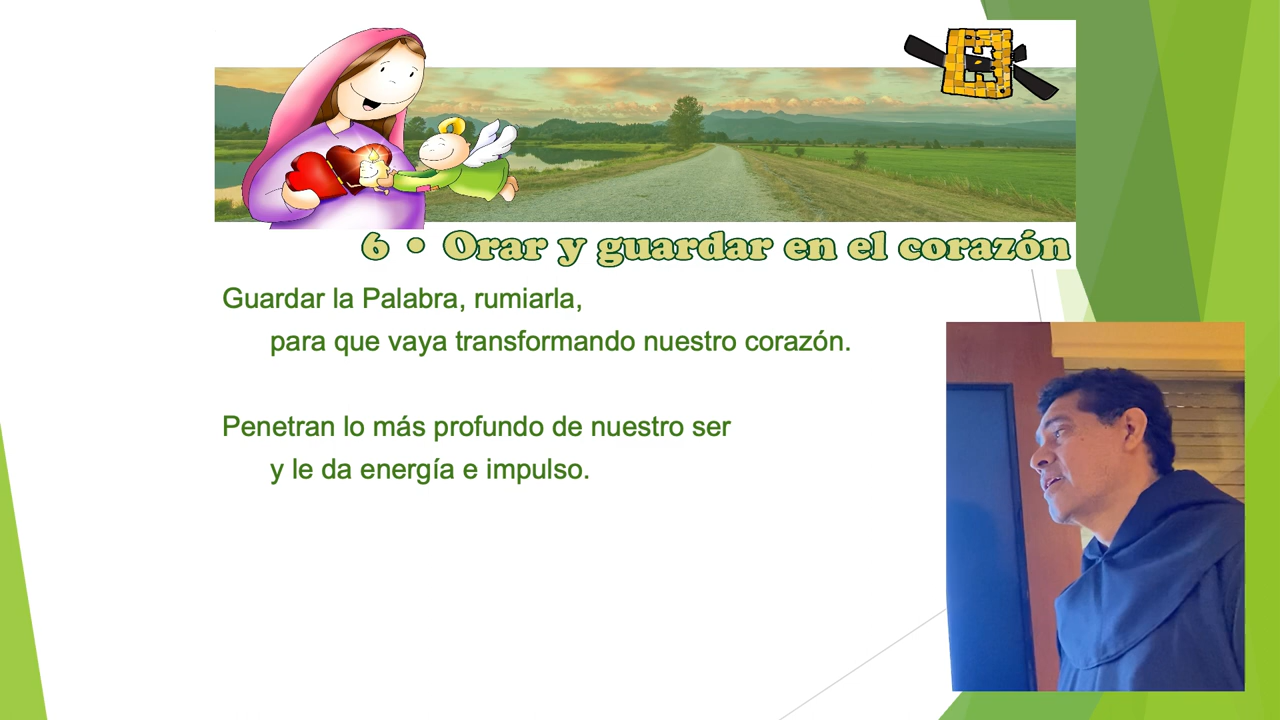 6 • Orar y guardar en el corazón
Guardar la Palabra, rumiarla,
para que vaya transformando nuestro corazón.
Penetran lo más profundo de nuestro ser
y le da energía e impulso.